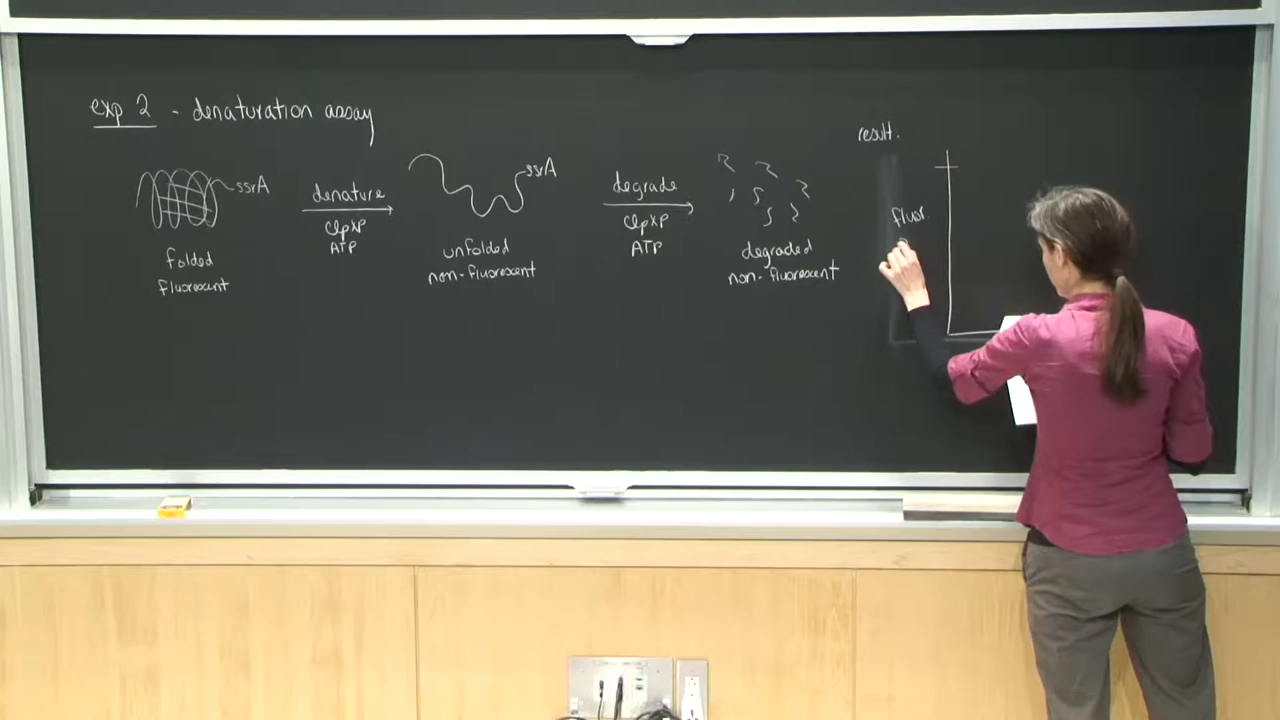 exp 2 - denaturation assay
ssrA
folded
fluorescent
denature
ClpXP
ATP
ssrA
unfolded
non-fluorescent
degrade
ClpXP
ATP
degraded
non-fluorescent
result.
fluor.